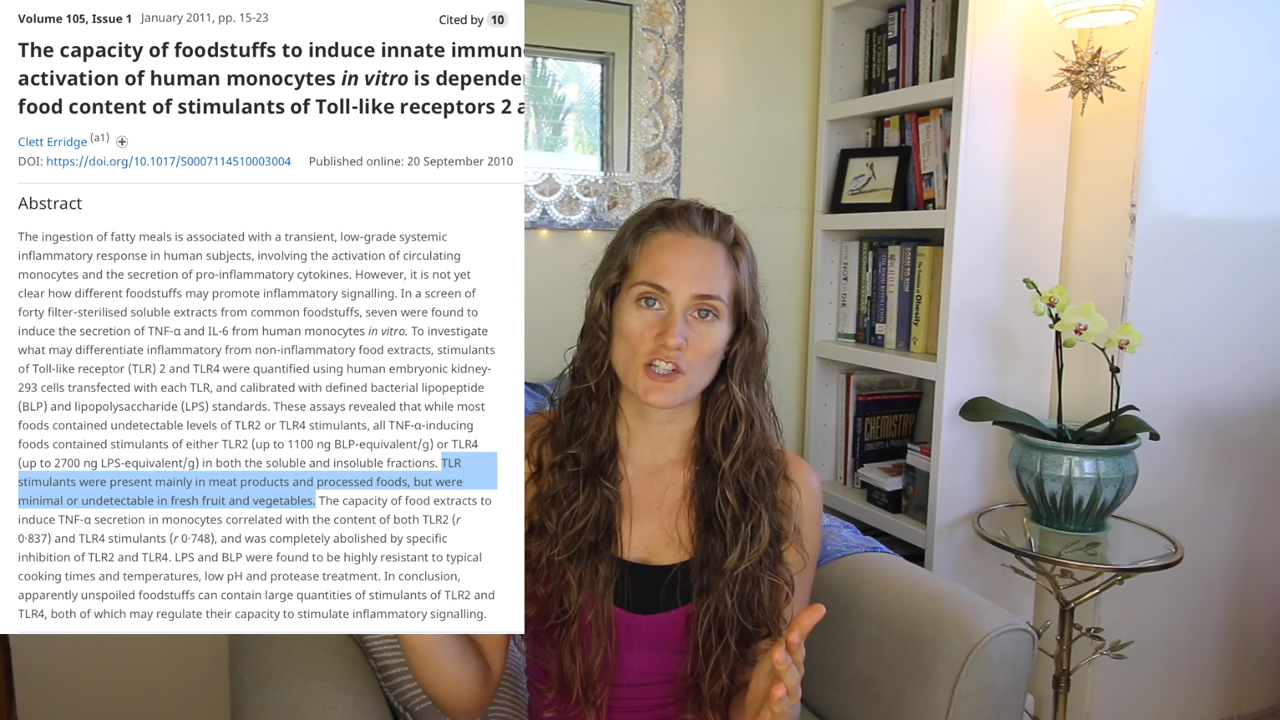 Volume 105, Issue 1 January 2011, pp. 15-23
Cited by 10
The capacity of foodstuffs to induce innate immun
activation of human monocytes in vitro is depende
food content of stimulants of Toll-like receptors 2 a
Clett Erridge (a1)
DOI: https://doi.org/10.1017/S0007114510003004 Published online: 20 September 2010
Abstract
The ingestion of fatty meals is associated with a transient, low-grade systemic
inflammatory response in human subjects, involving the activation of circulating
monocytes and the secretion of pro-inflammatory cytokines. However, it is not yet
clear how different foodstuffs may promote inflammatory signalling. In a screen of
forty filter-sterilised soluble extracts from common foodstuffs, seven were found to
induce the secretion of TNF-α and IL-6 from human monocytes in vitro. To investigate
what may differentiate inflammatory from non-inflammatory food extracts, stimulants
of Toll-like receptor (TLR) 2 and TLR4 were quantified using human embryonic kidney-
293 cells transfected with each TLR, and calibrated with defined bacterial lipopeptide
(BLP) and lipopolysaccharide (LPS) standards. These assays revealed that while most
foods contained undetectable levels of TLR2 or TLR4 stimulants, all TNF-α-inducing
foods contained stimulants of either TLR2 (up to 1100 ng BLP-equivalent/g) or TLR4
(up to 2700 ng LPS-equivalent/g) in both the soluble and insoluble fractions. TLR
stimulants were present mainly in meat products and processed foods, but were
minimal or undetectable in fresh fruit and vegetables. The capacity of food extracts to
induce TNF-α secretion in monocytes correlated with the content of both TLR2 (r
0·837) and TLR4 stimulants (r 0·748), and was completely abolished by specific
inhibition of TLR2 and TLR4. LPS and BLP were found to be highly resistant to typical
cooking times and temperatures, low pH and protease treatment. In conclusion,
apparently unspoiled foodstuffs can contain large quantities of stimulants of TLR2 and
TLR4, both of which may regulate their capacity to stimulate inflammatory signalling.
Obesity
CHEMISTRY